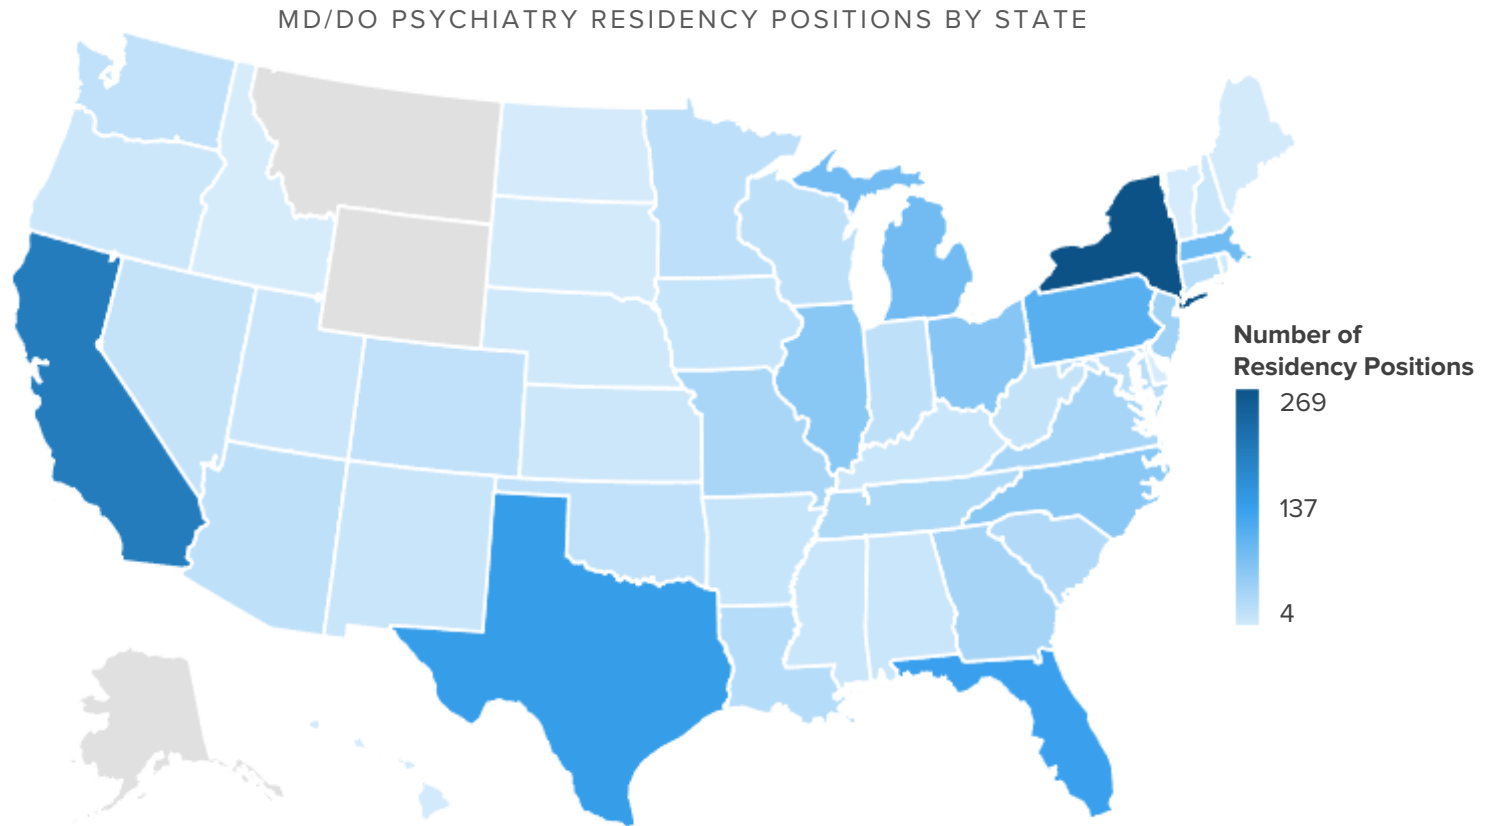 MD/DO PSYCHIATRY RESIDENCY POSITIONS BY STATE
Number of
Residency Positions
269
137
4